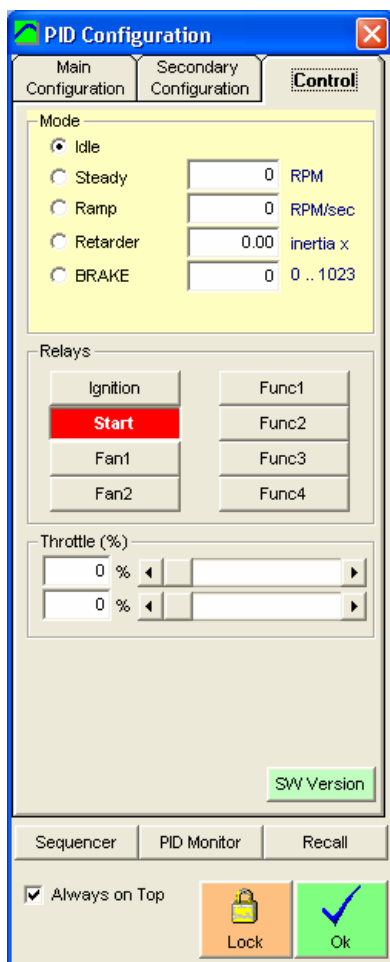 PID Configuration
Main Configuration
Secondary Configuration
Control
Mode
Idle
Steady 0 RPM
Ramp 0 RPM/sec
Retarder 0.00 inertia x
BRAKE 0 0 .. 1023
Relays
Ignition Func1
Start Func2
Fan1 Func3
Fan2 Func4
Throttle (%)
0 %
0 %
SW Version
Sequencer PID Monitor Recall
Always on Top
Lock Ok